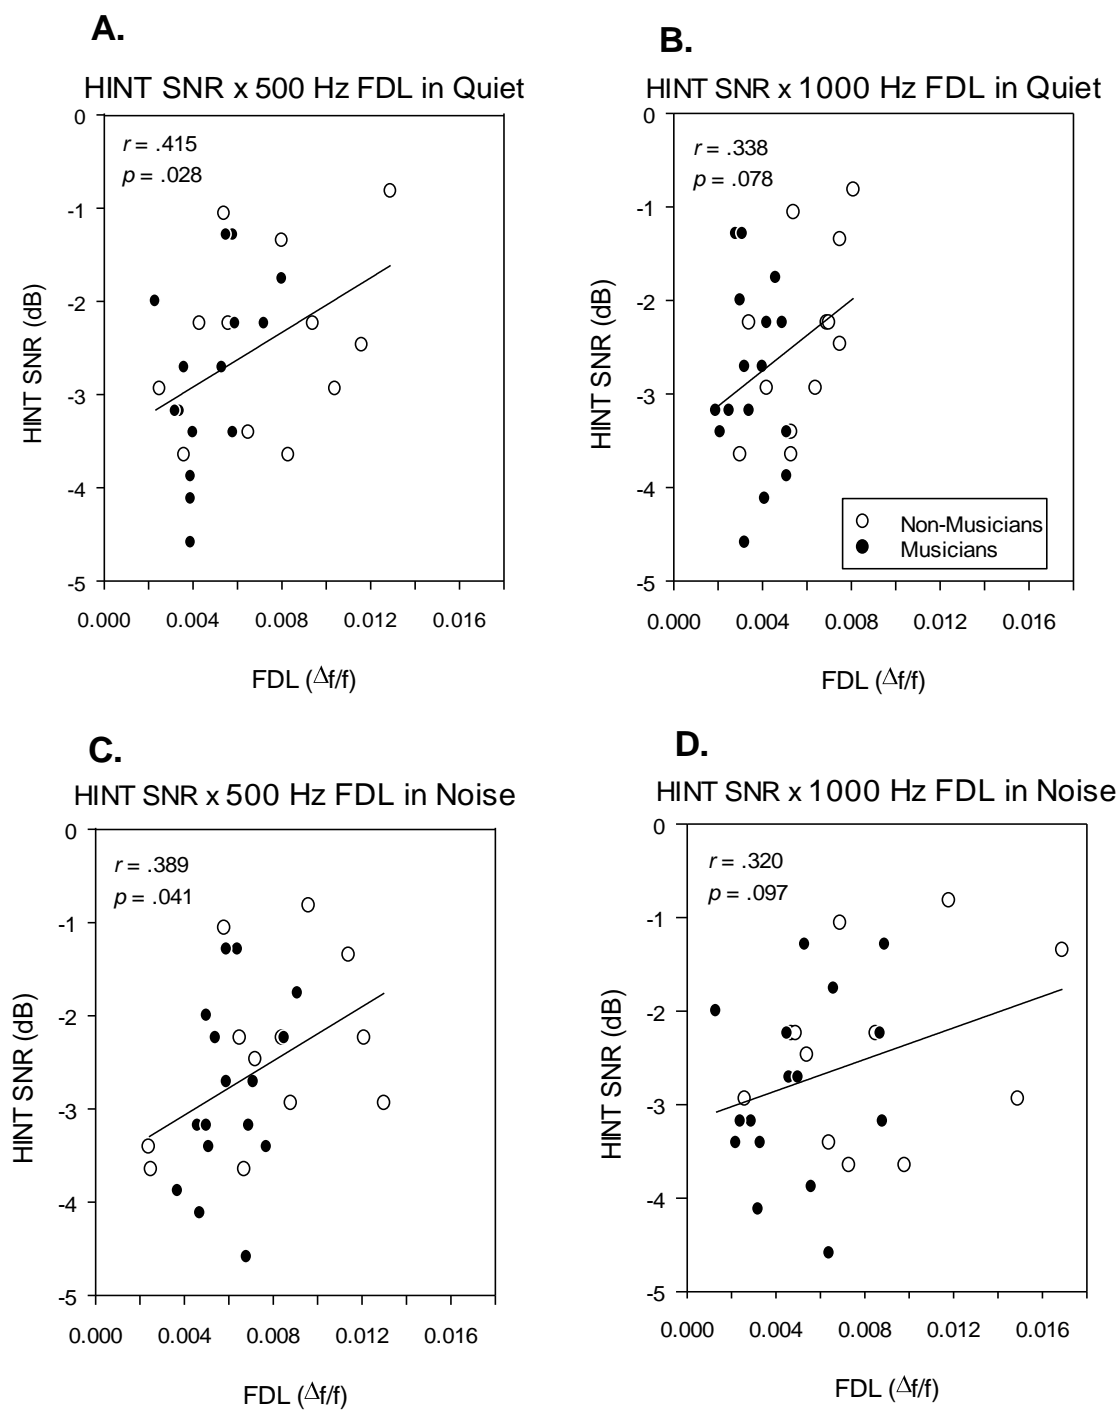 A.
HINT SNR x 500 Hz FDL in Quiet
r = .415
p = .028
0
-1
-2
-3
-4
-5
HINT SNR (dB)
0.000 0.004 0.008 0.012 0.016
FDL (Δf/f)
B.
HINT SNR x 1000 Hz FDL in Quiet
r = .338
p = .078
0
-1
-2
-3
-4
-5
HINT SNR (dB)
Non-Musicians
Musicians
0.000 0.004 0.008 0.012 0.016
FDL (Δf/f)
C.
HINT SNR x 500 Hz FDL in Noise
r = .389
p = .041
0
-1
-2
-3
-4
-5
HINT SNR (dB)
0.000 0.004 0.008 0.012 0.016
FDL (Δf/f)
D.
HINT SNR x 1000 Hz FDL in Noise
r = .320
p = .097
0
-1
-2
-3
-4
-5
HINT SNR (dB)
0.000 0.004 0.008 0.012 0.016
FDL (Δf/f)